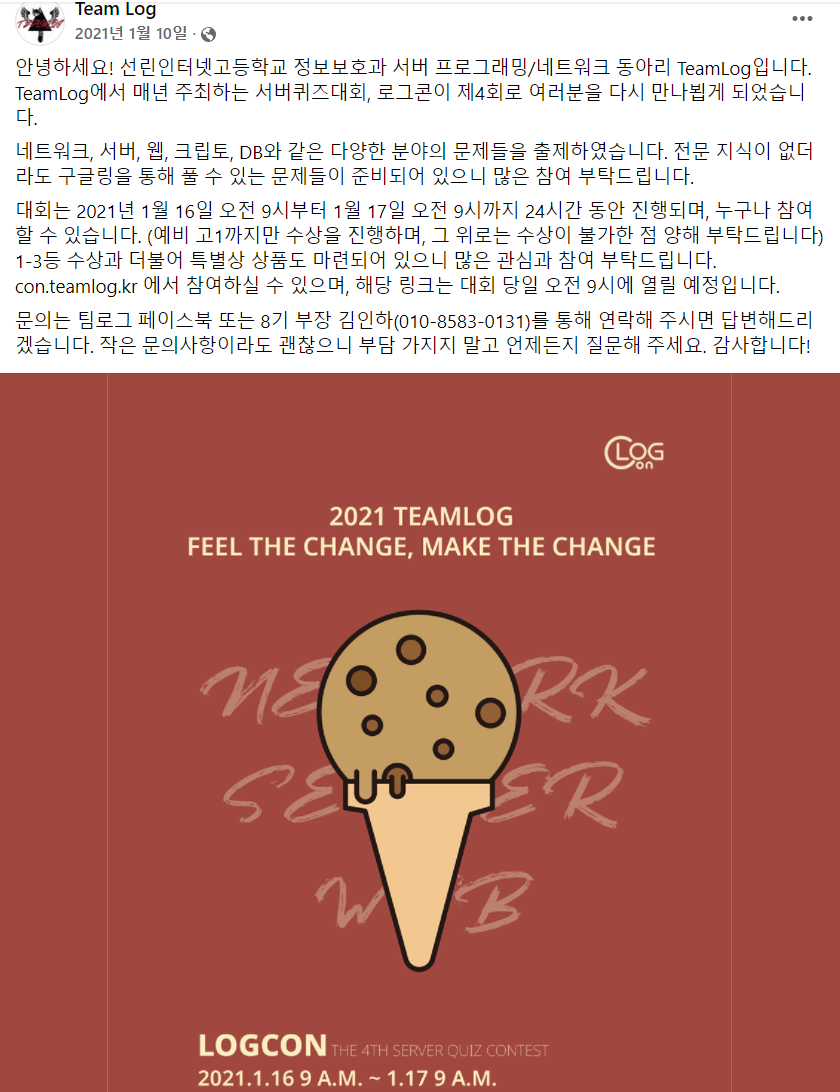 Team Log
2021년 1월 10일 ·
안녕하세요! 선린인터넷고등학교 정보보호과 서버 프로그래밍/네트워크 동아리 TeamLog입니다.
TeamLog에서 매년 주최하는 서버퀴즈대회, 로그콘이 제4회로 여러분을 다시 만나뵙게 되었습니
다.
네트워크, 서버, 웹, 크립토, DB와 같은 다양한 분야의 문제들을 출제하였습니다. 전문 지식이 없더
라도 구글링을 통해 풀 수 있는 문제들이 준비되어 있으니 많은 참여 부탁드립니다.
대회는 2021년 1월 16일 오전 9시부터 1월 17일 오전 9시까지 24시간 동안 진행되며, 누구나 참여
할 수 있습니다. (예비 고1까지만 수상을 진행하며, 그 위로는 수상이 불가한 점 양해 부탁드립니다)
1-3등 수상과 더불어 특별상 상품도 마련되어 있으니 많은 관심과 참여 부탁드립니다.
con.teamlog.kr 에서 참여하실 수 있으며, 해당 링크는 대회 당일 오전 9시에 열릴 예정입니다.
문의는 팀로그 페이스북 또는 8기 부장 김인하(010-8583-0131)를 통해 연락해 주시면 답변해드리
겠습니다. 작은 문의사항이라도 괜찮으니 부담 가지지 말고 언제든지 질문해 주세요. 감사합니다!
LOG
Con
2021 TEAMLOG
FEEL THE CHANGE, MAKE THE CHANGE
NE RK
SE ER
W B
LOGCON THE 4TH SERVER QUIZ CONTEST
2021.1.16 9 A.M. ~ 1.17 9 A.M.